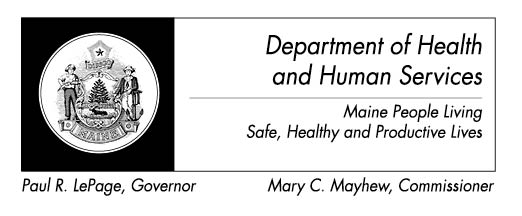 DIRIGO
MAINE
Department of Health
and Human Services
Maine People Living
Safe, Healthy and Productive Lives
Paul R. LePage, Governor
Mary C. Mayhew, Commissioner